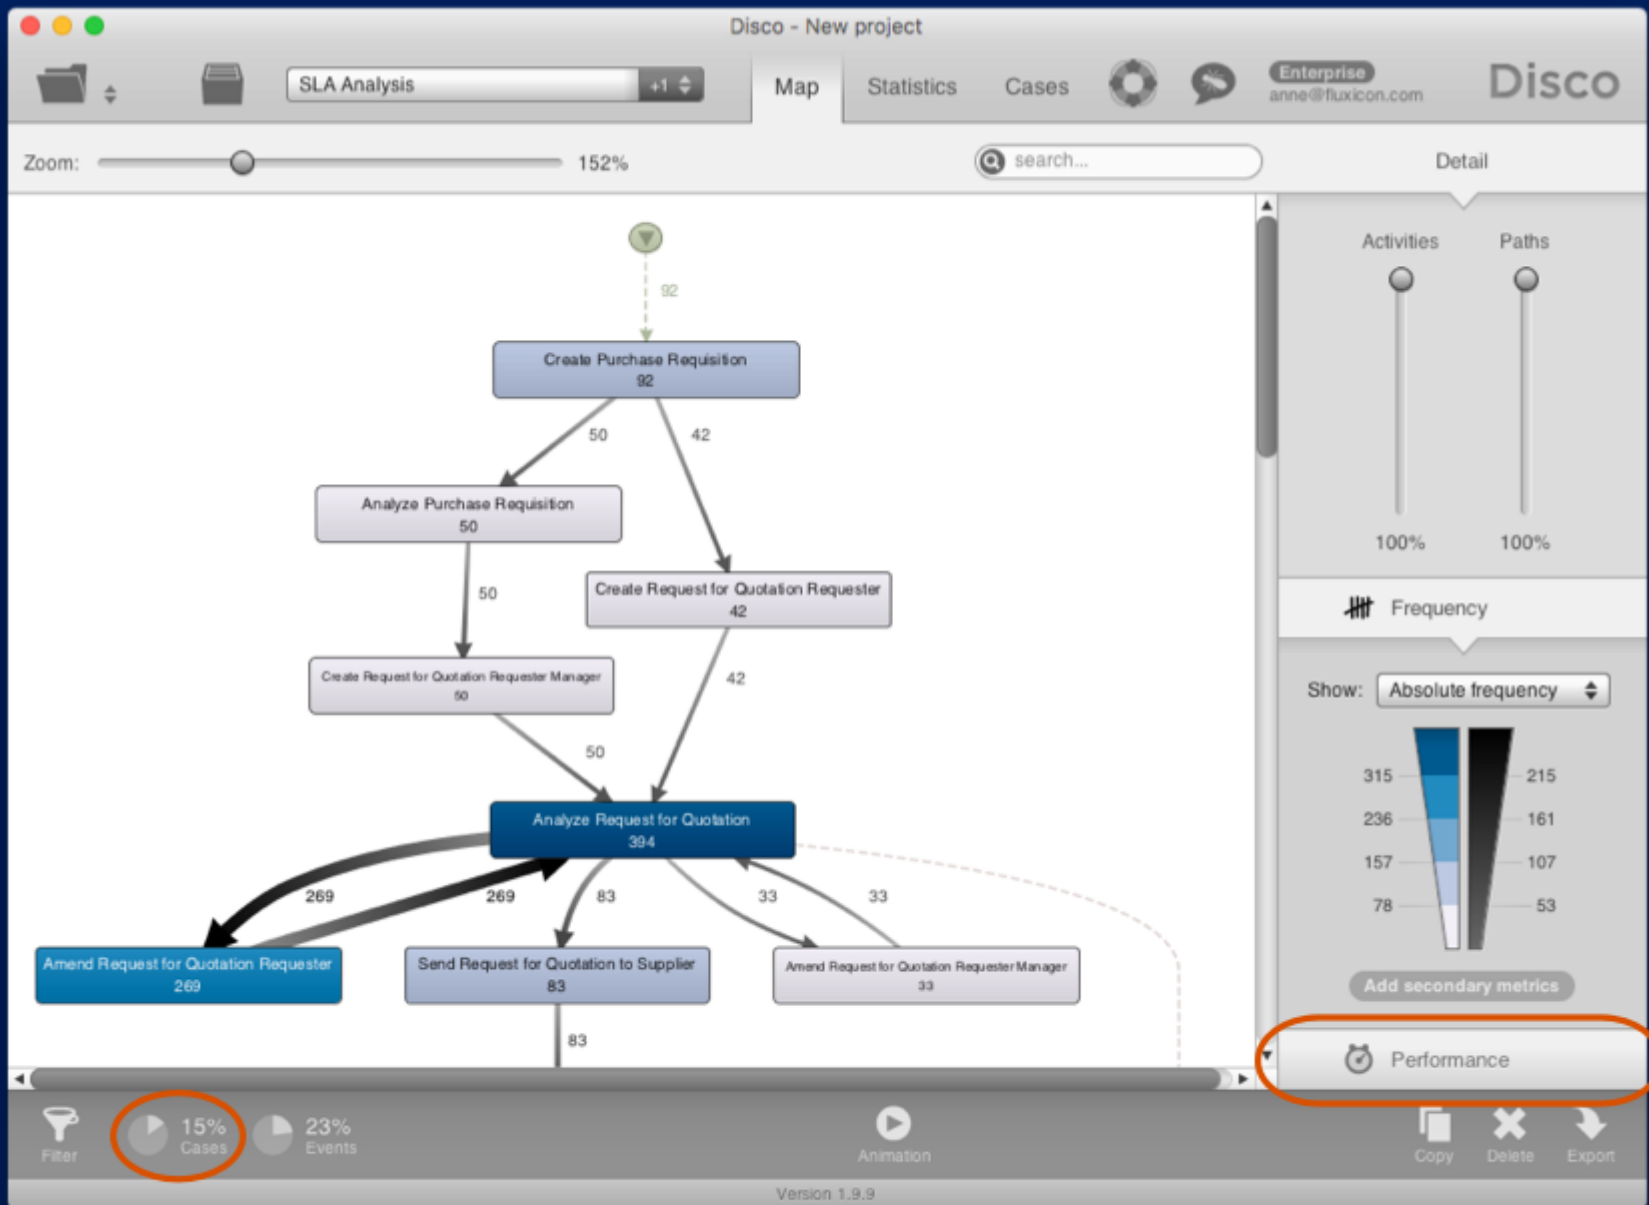 Disco - New project
SLA Analysis
+1
Map
Statistics
Cases
Enterprise
anne@fluxicon.com
Disco
Zoom:
152%
search...
Detail
Activities
Paths
100%
100%
Frequency
Show:
Absolute frequency
315
215
236
161
157
107
78
53
Add secondary metrics
Performance
92
Create Purchase Requisition
92
50
42
Analyze Purchase Requisition
50
50
Create Request for Quotation Requester
42
Create Request for Quotation Requester Manager
50
42
50
Analyze Request for Quotation
394
269
269
83
33
33
Amend Request for Quotation Requester
269
Send Request for Quotation to Supplier
83
Amend Request for Quotation Requester Manager
33
83
Filter
15%
Cases
23%
Events
Animation
Copy
Delete
Export
Version 1.9.9